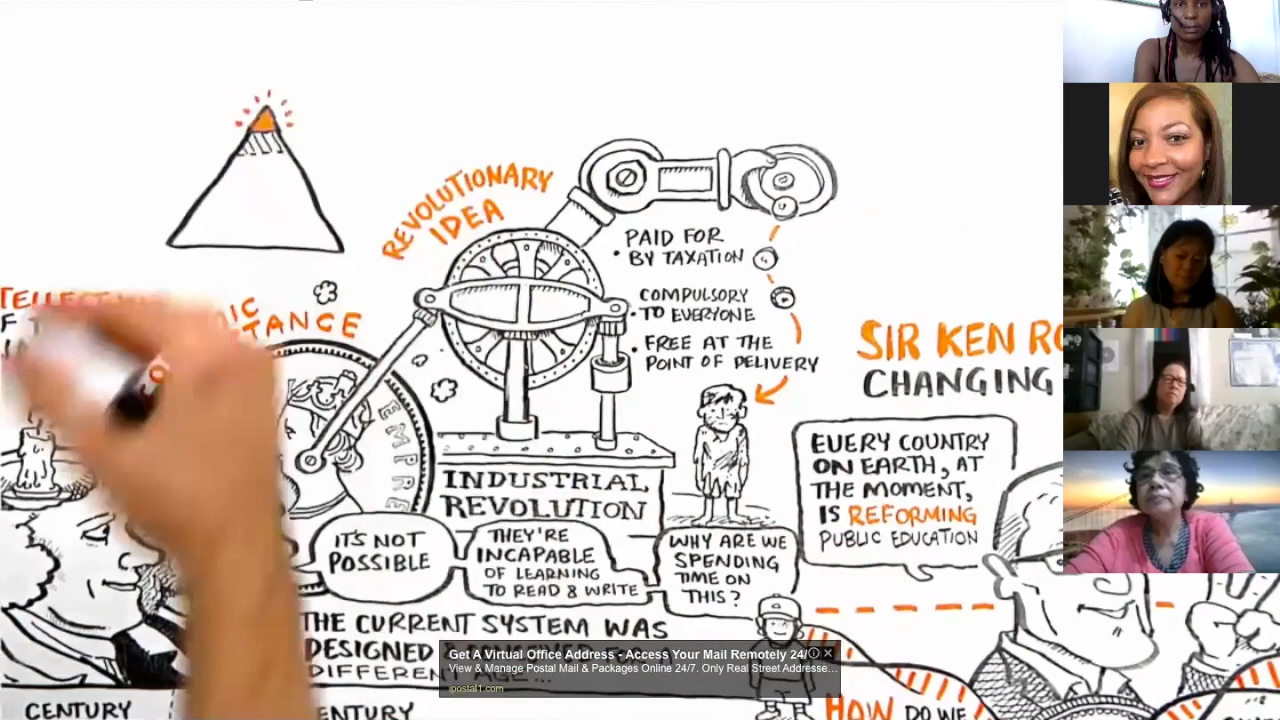 REVOLUTIONARY
IDEA
PAID FOR
• BY TAXATION
COMPULSORY
• TO EVERYONE
• FREE AT THE
POINT OF DELIVERY
SIR KEN RO
CHANGING
EVERY COUNTRY
ON EARTH, AT
THE MOMENT,
IS REFORMING
PUBLIC EDUCATION
TANCE
EMPIRE
INDUSTRIAL
REVOLUTION
IT'S NOT
POSSIBLE
THEY'RE
INCAPABLE
OF LEARNING
TO READ & WRITE
WHY ARE WE
SPENDING
TIME ON
THIS?
THE CURRENT SYSTEM WAS
DESIGNED
DIFFERENT AGE...
Get A Virtual Office Address - Access Your Mail Remotely 24/
View & Manage Postal Mail & Packages Online 24/7. Only Real Street Addresse...
ipostal1.com
CENTURY
ENTURY
HOW DO WE